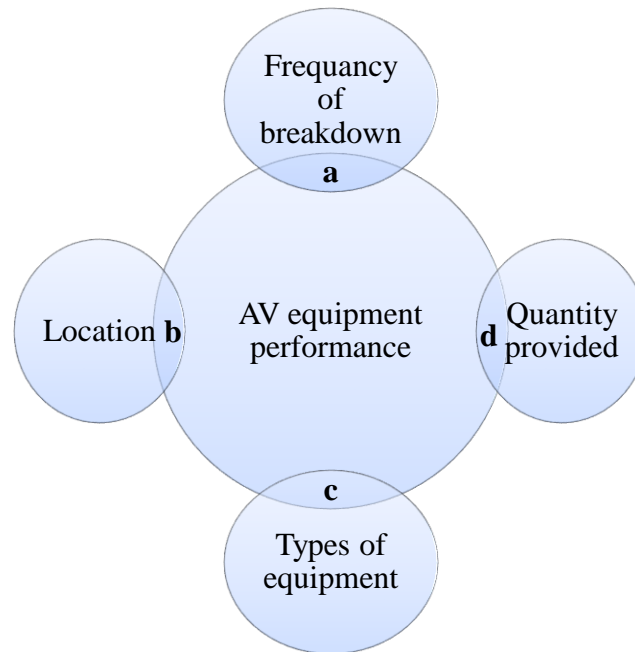 Frequancy
of
breakdown
a
Location
b
AV equipment
performance
d
Quantity
provided
c
Types of
equipment